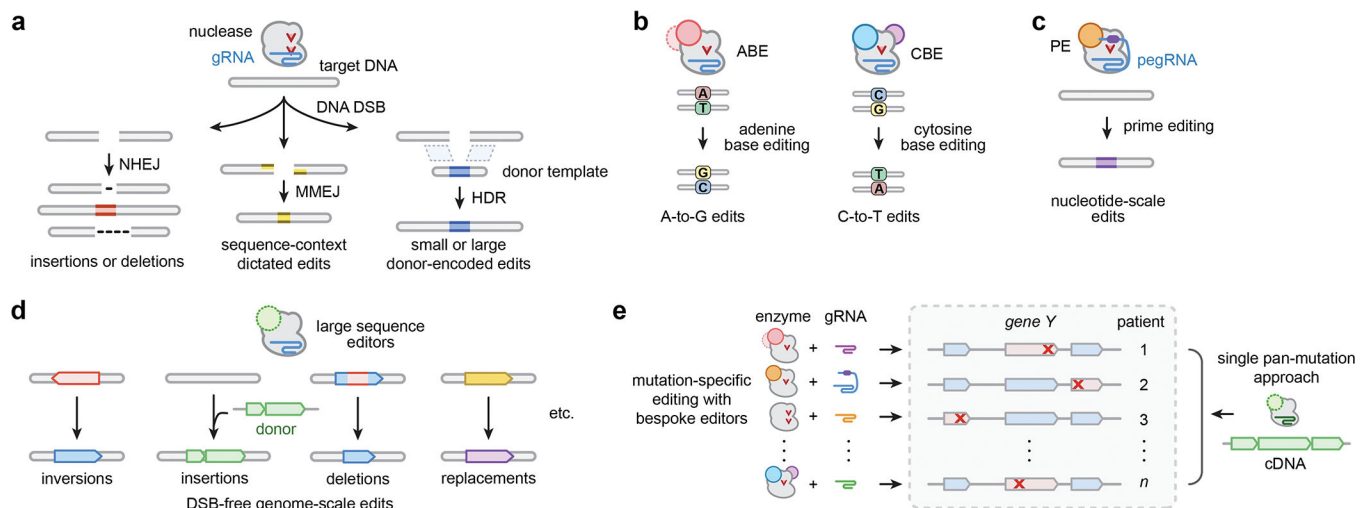 a
nuclease
gRNA
target DNA
DNA DSB
NHEJ
insertions or deletions
MMEJ
sequence-context
dictated edits
donor template
HDR
small or large
donor-encoded edits
b
ABE
A
T
adenine
base editing
G
C
A-to-G edits
CBE
C
G
cytosine
base editing
T
A
C-to-T edits
c
PE
pegRNA
prime editing
nucleotide-scale
edits
d
large sequence
editors
donor
etc.
inversions
insertions
deletions
replacements
DSB-free genome-scale edits
e
enzyme
gRNA
gene Y
patient
mutation-specific
editing with
bespoke editors
+
+
+
+
1
2
3
n
single pan-mutation
approach
cDNA